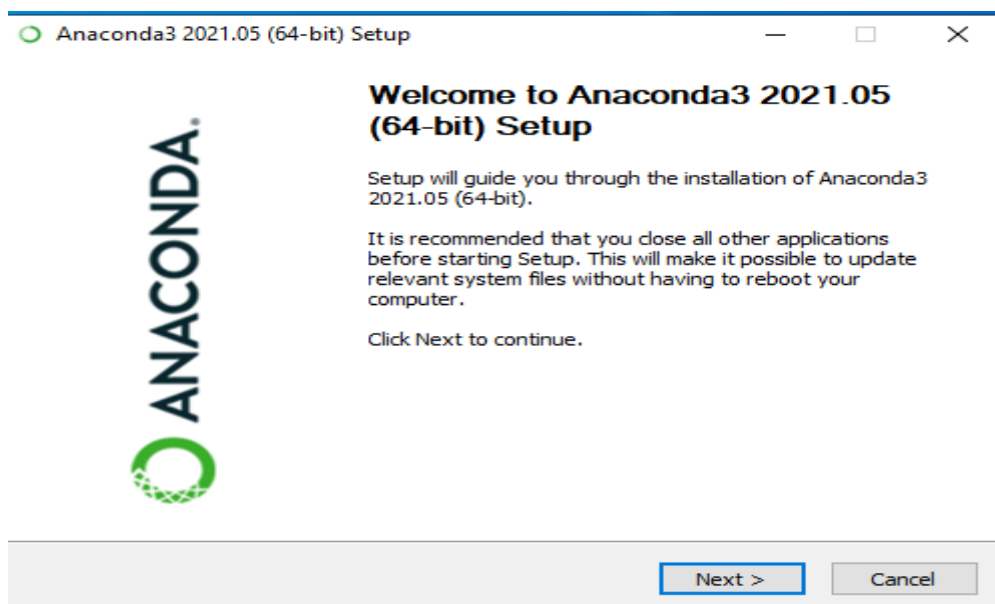 Anaconda3 2021.05 (64-bit) Setup
Welcome to Anaconda3 2021.05
(64-bit) Setup
ANACONDA.
Setup will guide you through the installation of Anaconda3
2021.05 (64-bit).
It is recommended that you close all other applications
before starting Setup. This will make it possible to update
relevant system files without having to reboot your
computer.
Click Next to continue.
Next >
Cancel